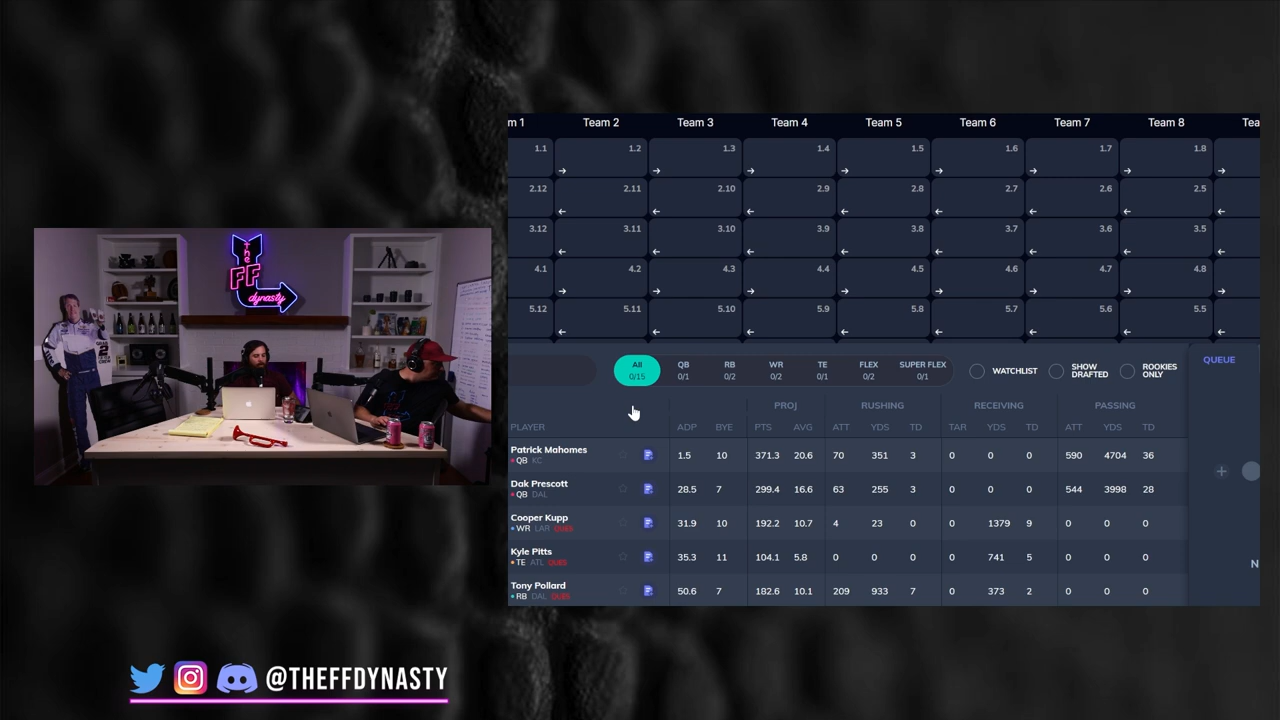 m 1 Team 2 Team 3 Team 4 Team 5 Team 6 Team 7 Team 8 Tea
1.1 1.2 1.3 1.4 1.5 1.6 1.7 1.8
2.12 2.11 2.10 2.9 2.8 2.7 2.6 2.5
3.12 3.11 3.10 3.9 3.8 3.7 3.6 3.5
4.1 4.2 4.3 4.4 4.5 4.6 4.7 4.8
5.12 5.11 5.10 5.9 5.8 5.7 5.6 5.5
All QB RB WR TE FLEX SUPER FLEX
0/15 0/1 0/2 0/2 0/1 0/2 0/1
WATCHLIST
SHOW
DRAFTED
ROOKIES
ONLY
QUEUE
PROJ RUSHING RECEIVING PASSING
PLAYER ADP BYE PTS AVG ATT YDS TD TAR YDS TD ATT YDS TD
Patrick Mahomes
QB KC
1.5 10 371.3 20.6 70 351 3 0 0 0 590 4704 36
Dak Prescott
QB DAL
28.5 7 299.4 16.6 63 255 3 0 0 0 544 3998 28
Cooper Kupp
WR LAR QUES
31.9 10 192.2 10.7 4 23 0 0 1379 9 0 0 0
Kyle Pitts
TE ATL QUES
35.3 11 104.1 5.8 0 0 0 0 741 5 0 0 0
Tony Pollard
RB DAL QUES
50.6 7 182.6 10.1 209 933 7 0 373 2 0 0 0
N
The
FF
dynasty
@THEFFDYNASTY